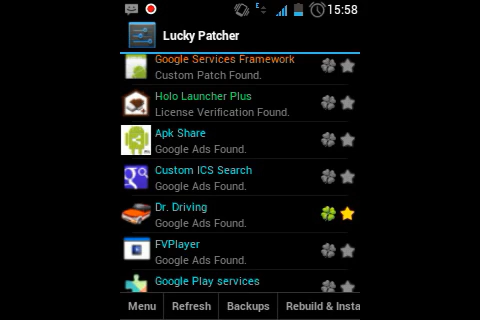 E
15:58
Lucky Patcher
Google Services Framework
Custom Patch Found.
Holo Launcher Plus
License Verification Found.
Apk Share
Google Ads Found.
Custom ICS Search
Google Ads Found.
Dr. Driving
Google Ads Found.
FVPlayer
Google Ads Found.
Google Play services
Menu
Refresh
Backups
Rebuild & Insta